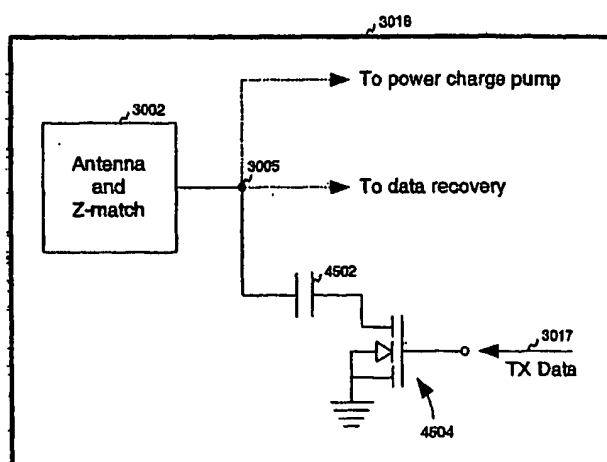 3016
To power charge pump
3002
Antenna
and
Z-match
3005
To data recovery
4502
3017
TX Data
4504